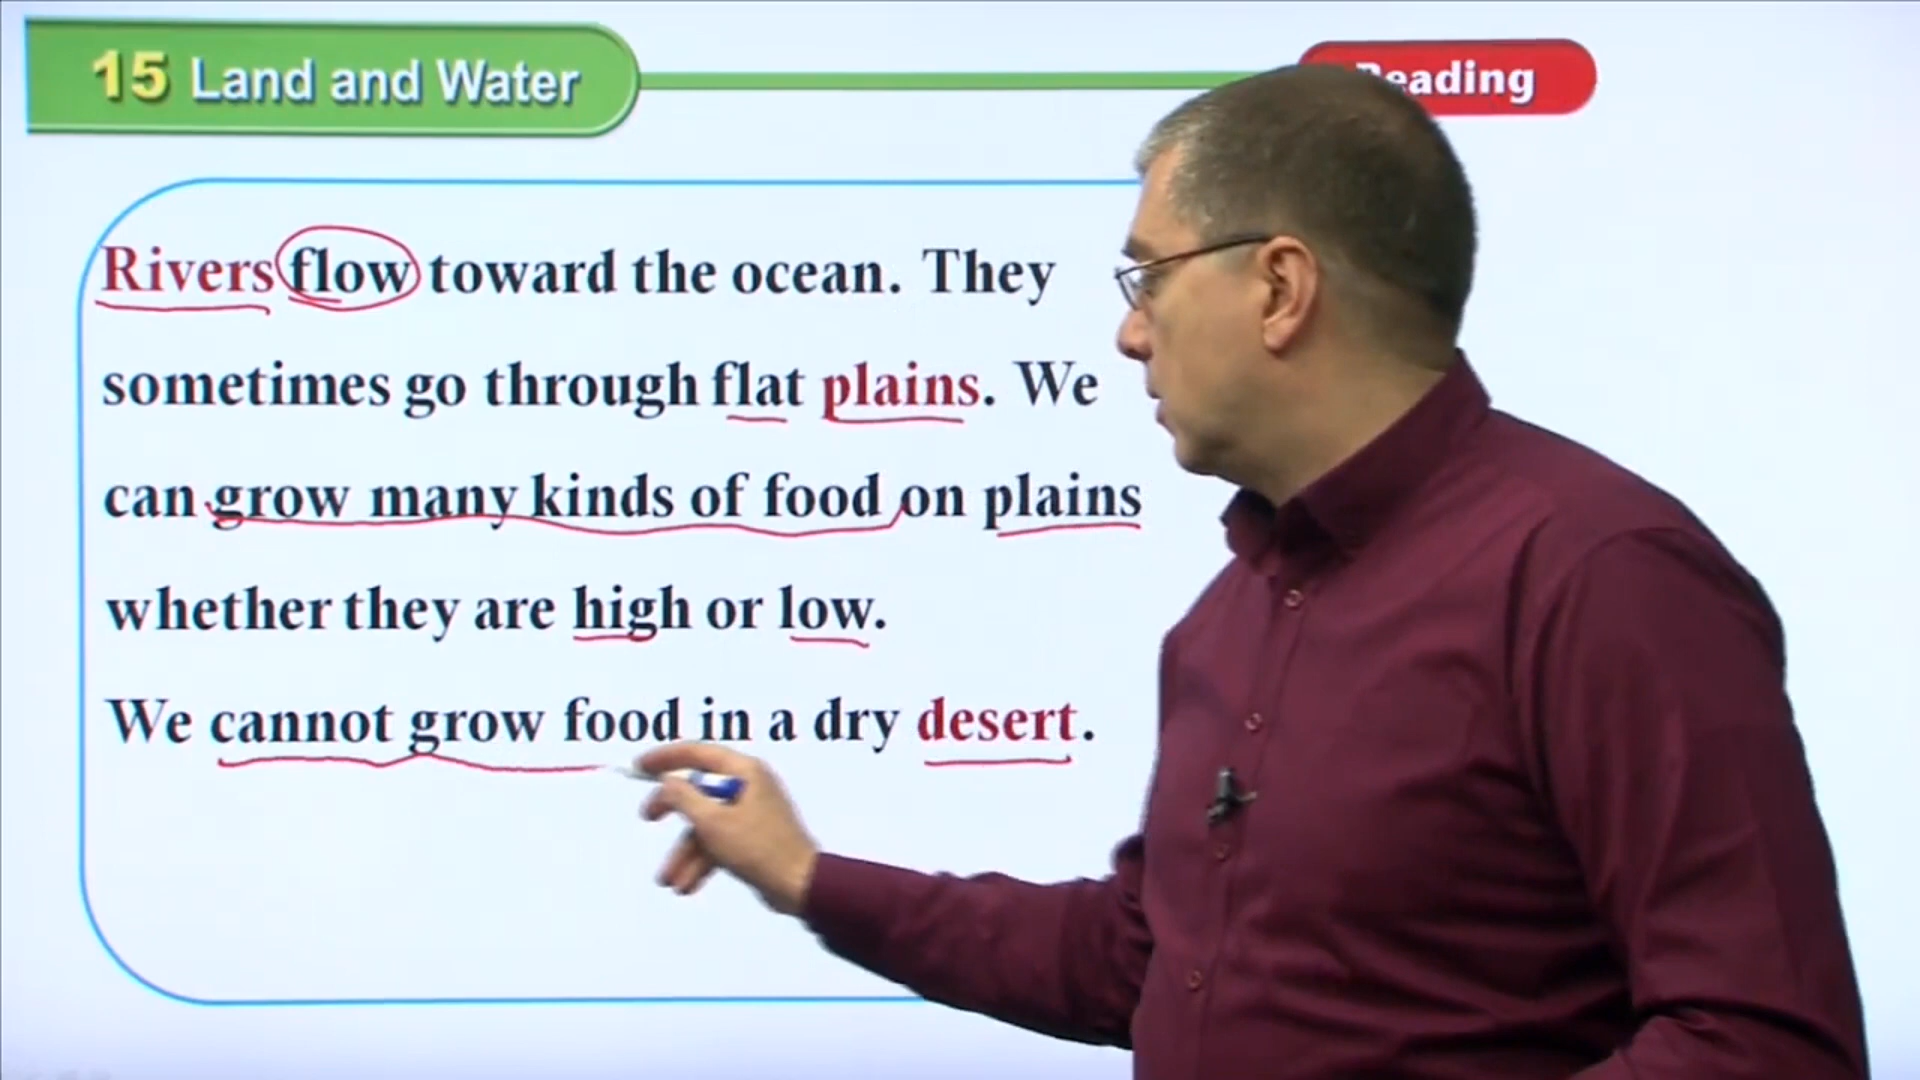 15 Land and Water
Reading
Rivers flow toward the ocean. They
sometimes go through flat plains. We
can grow many kinds of food on plains
whether they are high or low.
We cannot grow food in a dry desert.